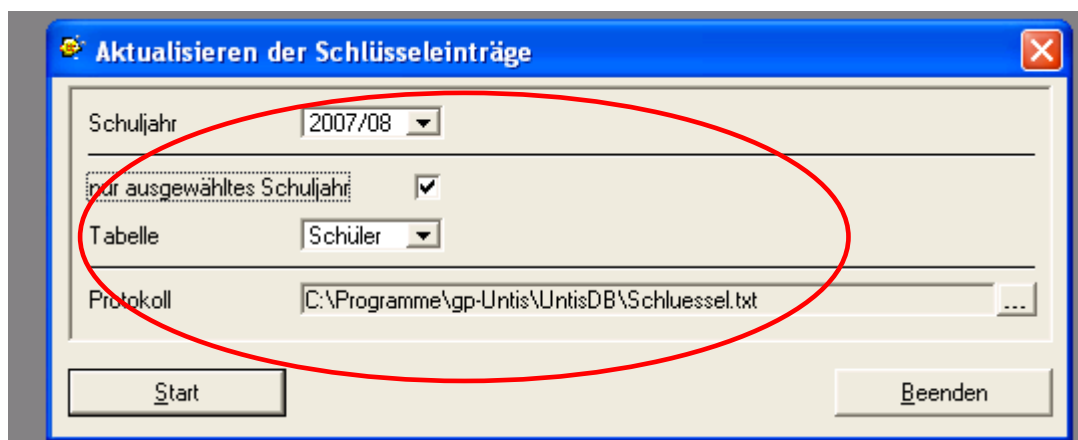 Aktualisieren der Schlüsseleinträge
Schuljahr 2007/08
nur ausgewähltes Schuljahr
Tabelle Schüler
Protokoll C:\Programme\gp-Untis\UntisDB\Schluessel.txt ...
Start Beenden